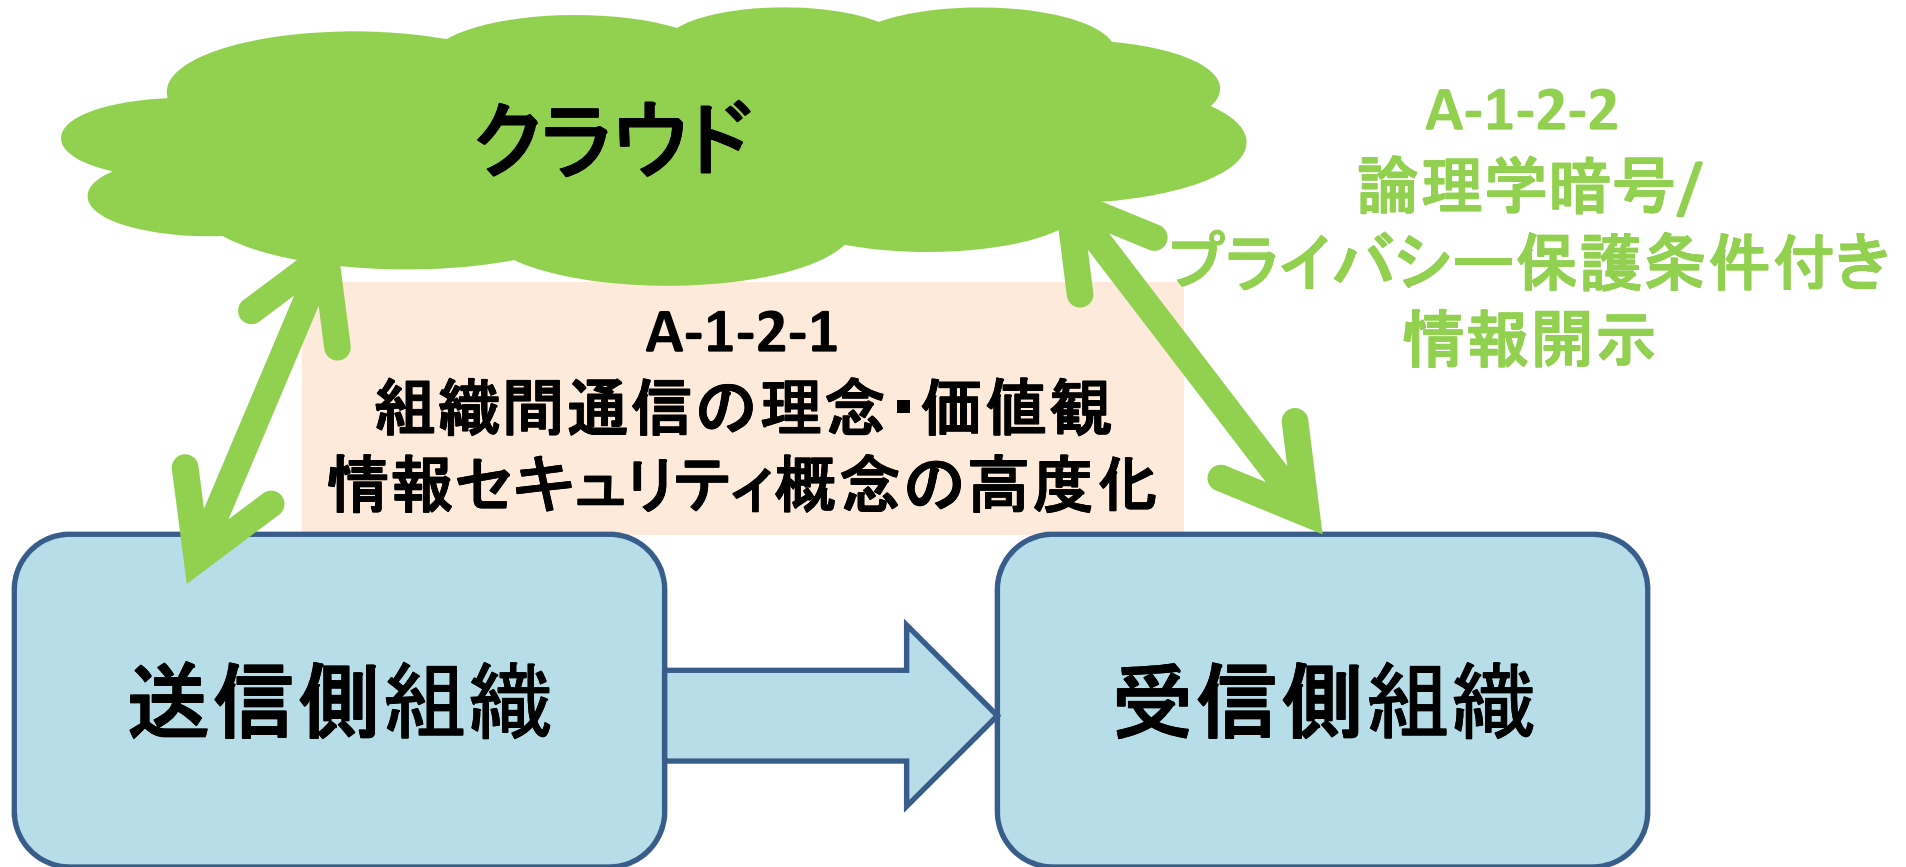 クラウド
A-1-2-2
論理学暗号/
プライバシー保護条件付き
情報開示
A-1-2-1
組織間通信の理念・価値観
情報セキュリティ概念の高度化
送信側組織
受信側組織